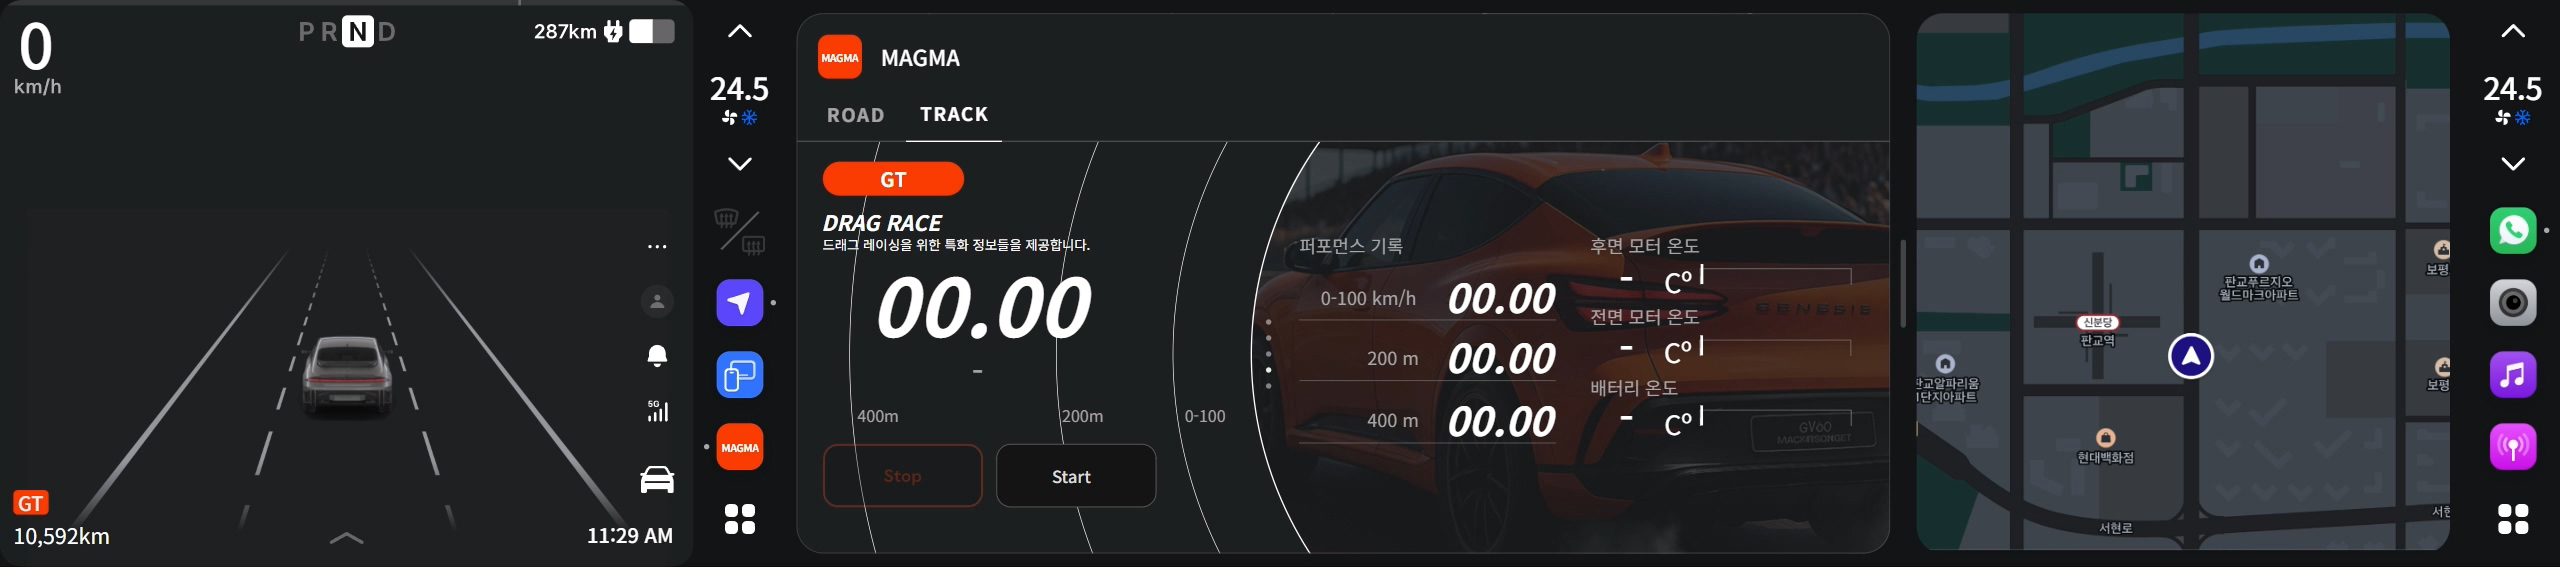 0
km/h
P R N D
287km
GT
10,592km
11:29 AM
5G
24.5
MAGMA
MAGMA
MAGMA
ROAD
TRACK
GT
DRAG RACE
드래그 레이싱을 위한 특화 정보들을 제공합니다.
00.00
-
400m
200m
0-100
Stop
Start
퍼포먼스 기록
0-100 km/h 00.00
200 m 00.00
400 m 00.00
후면 모터 온도
- Cº
전면 모터 온도
- Cº
배터리 온도
- Cº
GENESIS
판교푸르지오
월드마크아파트
신분당
판교역
판교알파리움
1단지아파트
현대백화점
보평
보평
서현로
서현
24.5